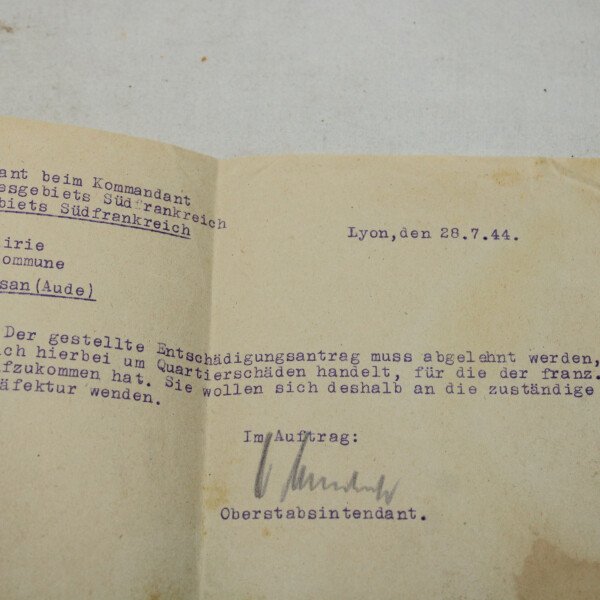 ant beim Kommandant
esgebiets Südfrankreich
biets Südfrankreich
Lyon,den 28.7.44.
irie
ommune
san(Aude)
Der gestellte Entschädigungsantrag muss abgelehnt werden,
ich hierbei um Quartierschäden handelt, für die der franz.
fzukommen hat. Sie wollen sich deshalb an die zuständige
äfektur wenden.
Im Auftrag:
Oberstabsintendant.